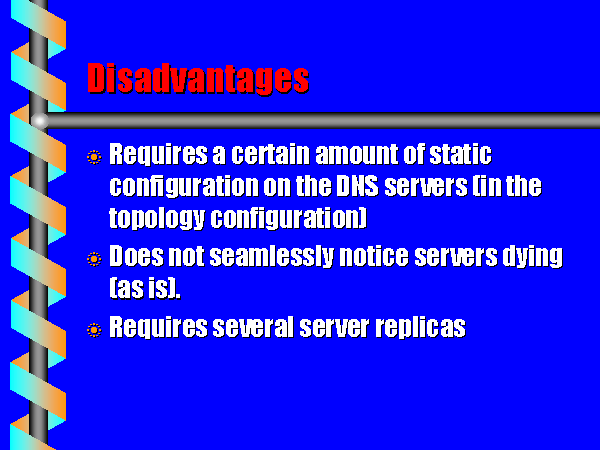 Disadvantages
Requires a certain amount of static
configuration on the DNS servers (in the
topology configuration)
Does not seamlessly notice servers dying
(as is).
Requires several server replicas